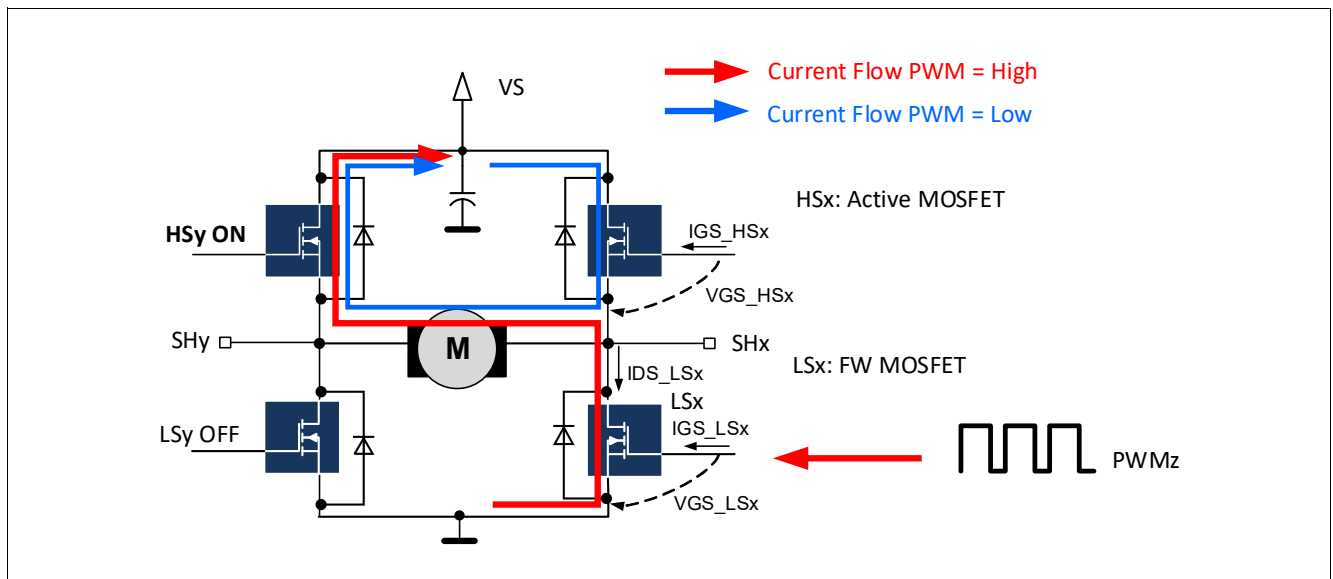 Current Flow PWM = High
VS
Current Flow PWM = Low
HSx: Active MOSFET
HSy ON
IGS_HSx
VGS_HSx
SHy
M
SHx
LSx: FW MOSFET
IDS_LSx
LSx
LSy OFF
IGS_LSx
PWMz
VGS_LSx